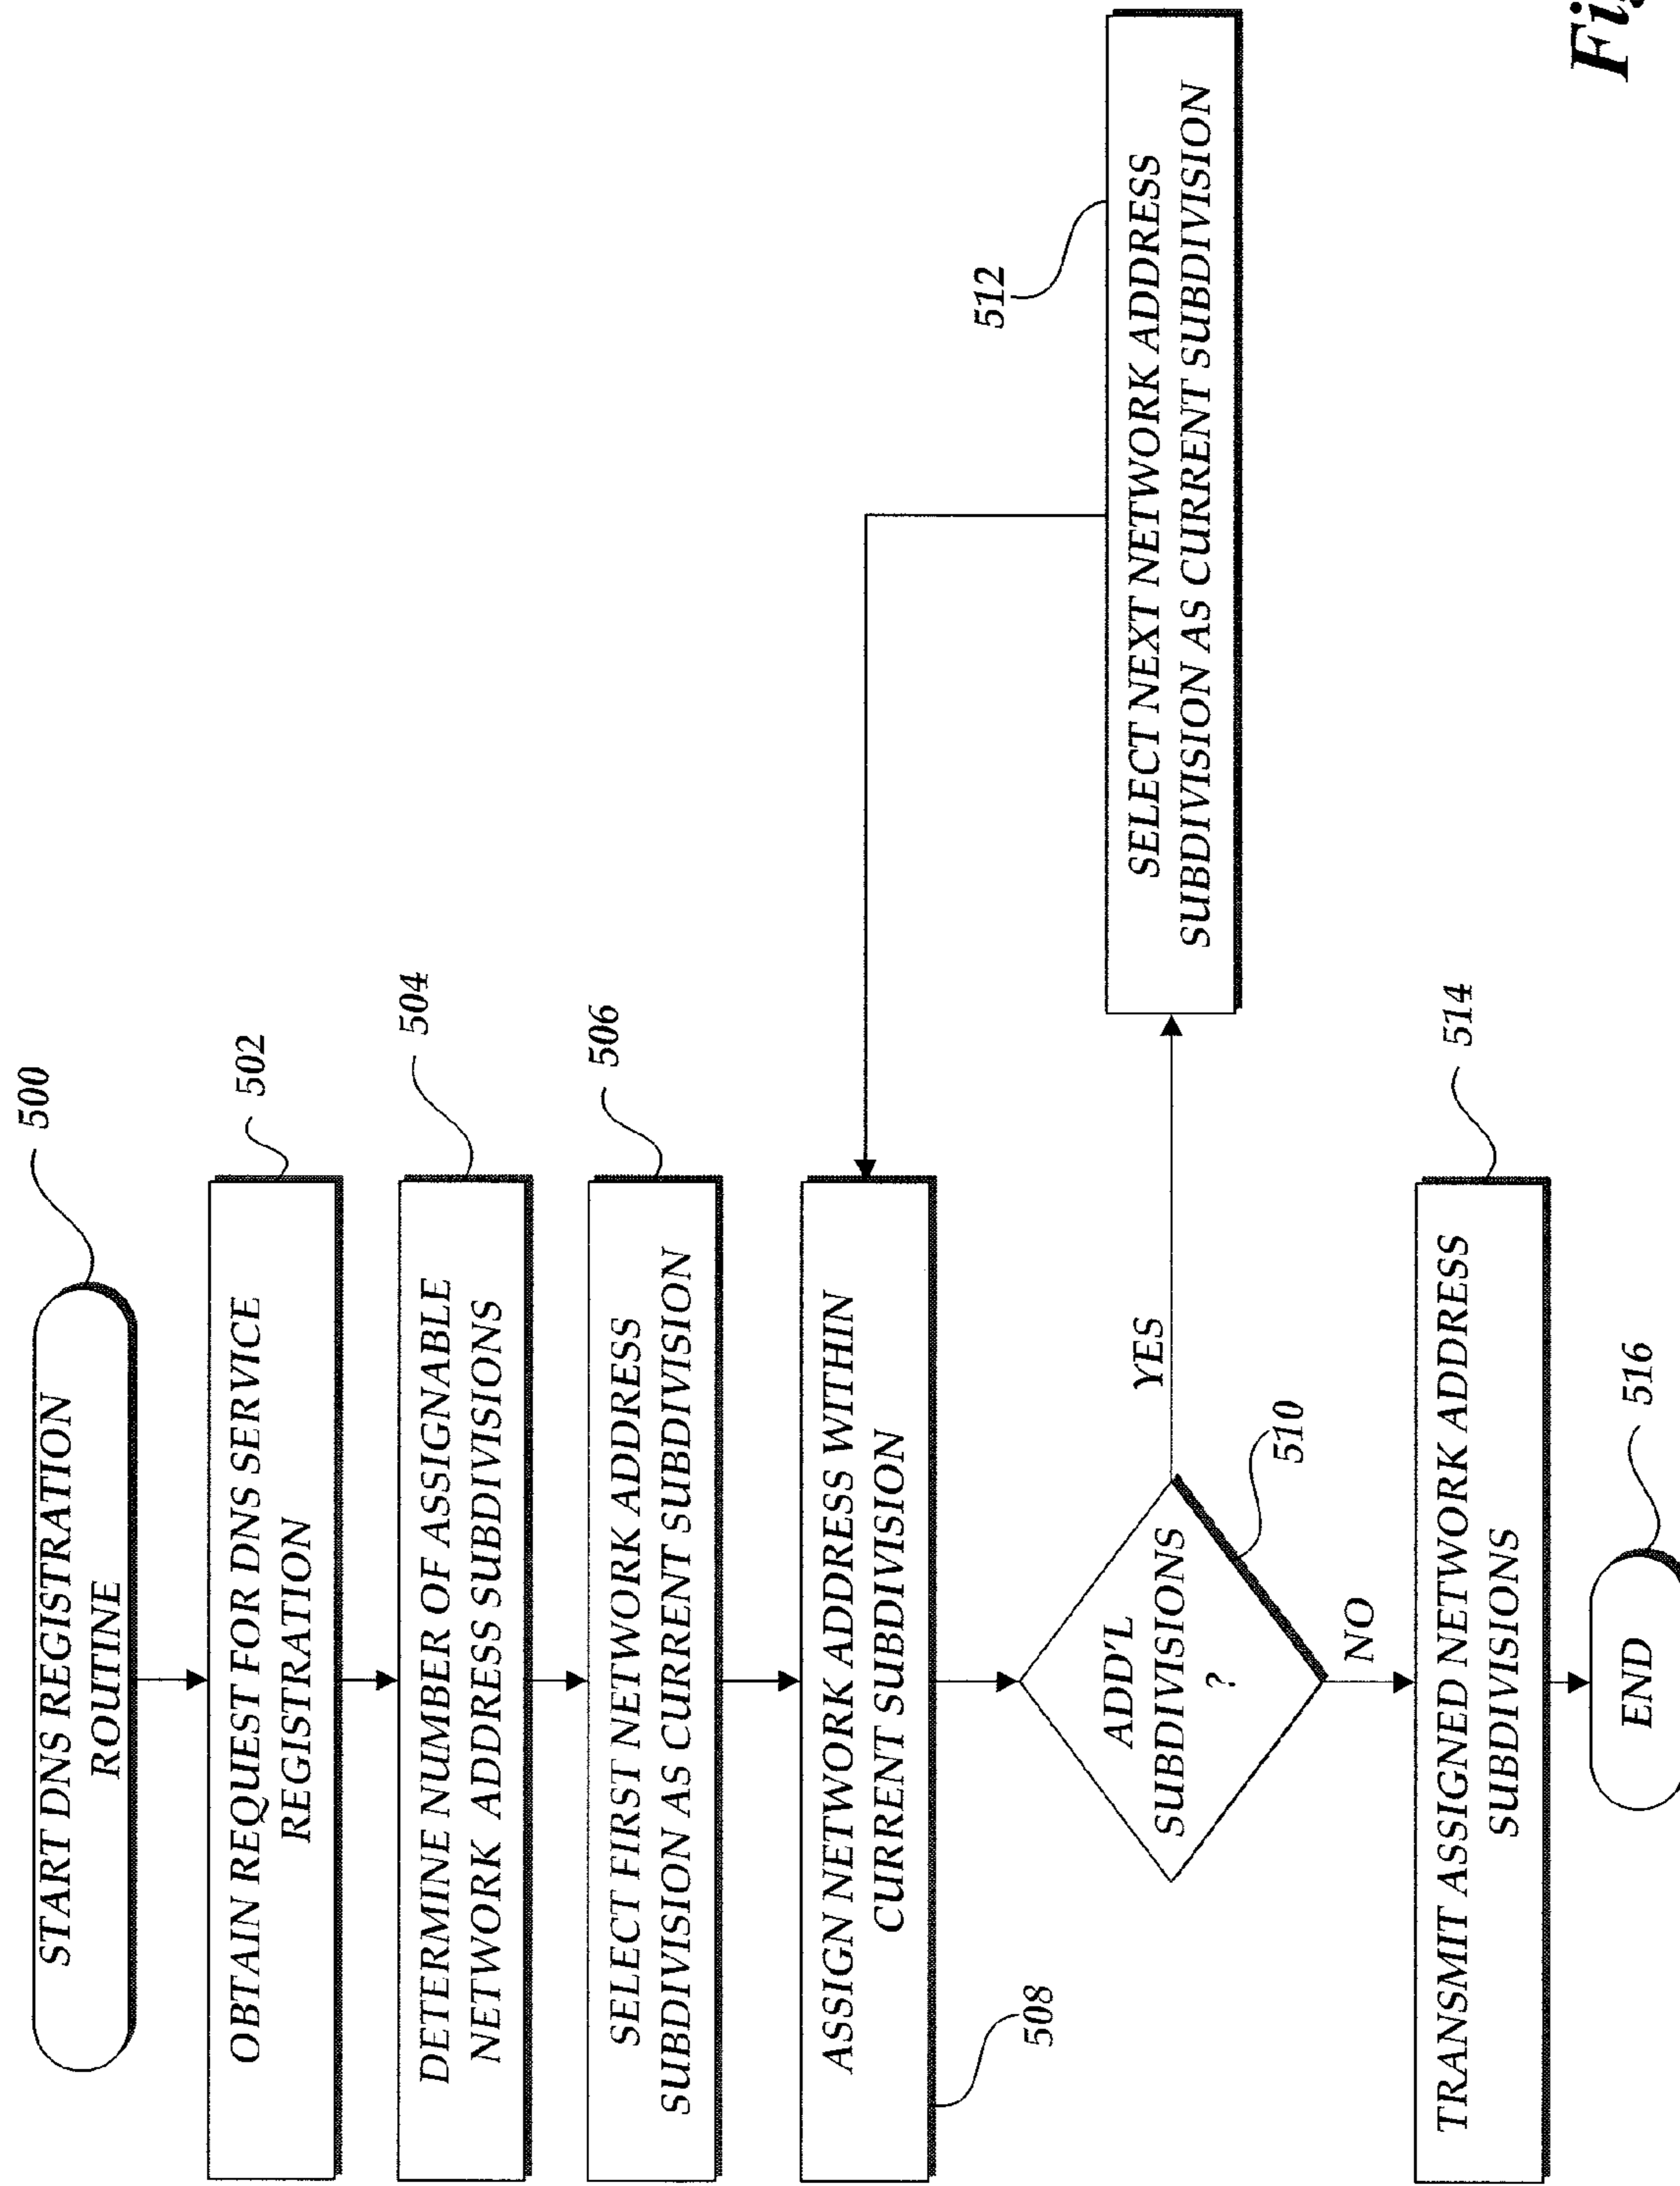 START DNS REGISTRATION
ROUTINE
500
OBTAIN REQUEST FOR DNS SERVICE
REGISTRATION
502
DETERMINE NUMBER OF ASSIGNABLE
NETWORK ADDRESS SUBDIVISIONS
504
SELECT FIRST NETWORK ADDRESS
SUBDIVISION AS CURRENT SUBDIVISION
506
ASSIGN NETWORK ADDRESS WITHIN
CURRENT SUBDIVISION
508
ADD'L
SUBDIVISIONS
?
510
YES
SELECT NEXT NETWORK ADDRESS
SUBDIVISION AS CURRENT SUBDIVISION
512
NO
TRANSMIT ASSIGNED NETWORK ADDRESS
SUBDIVISIONS
514
END
516